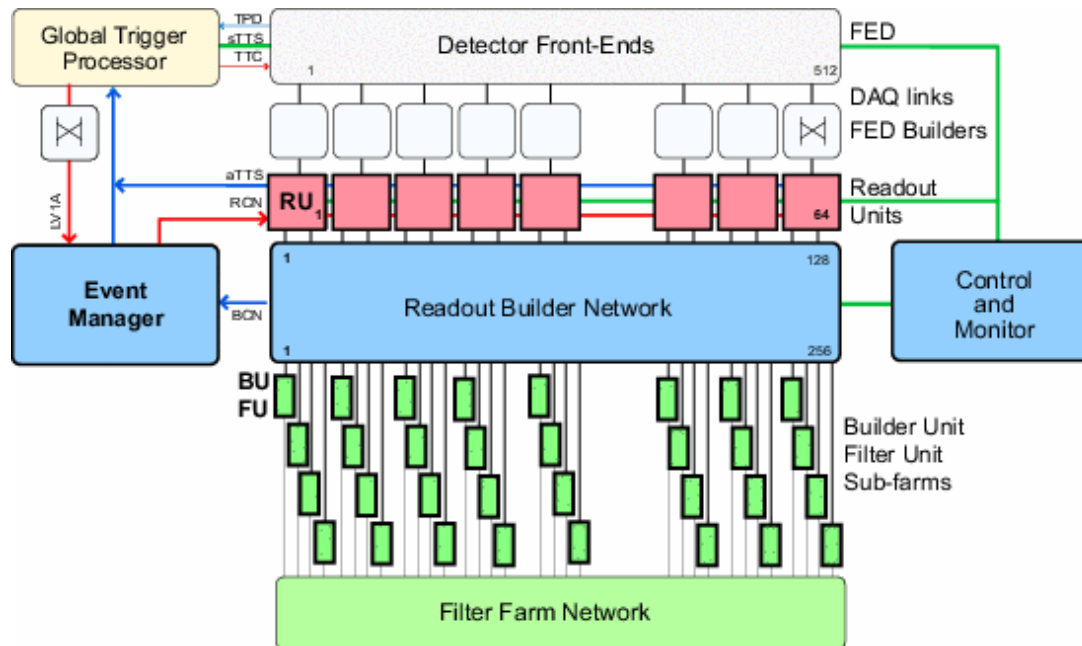 Global Trigger
Processor
TPD
sTTS
TTC
Detector Front-Ends
1
512
FED
DAQ links
FED Builders
LV1A
aTTS
RCN
RU
1
64
Readout
Units
Event
Manager
BCN
1
128
Readout Builder Network
1
256
Control
and
Monitor
BU
FU
Builder Unit
Filter Unit
Sub-farms
Filter Farm Network